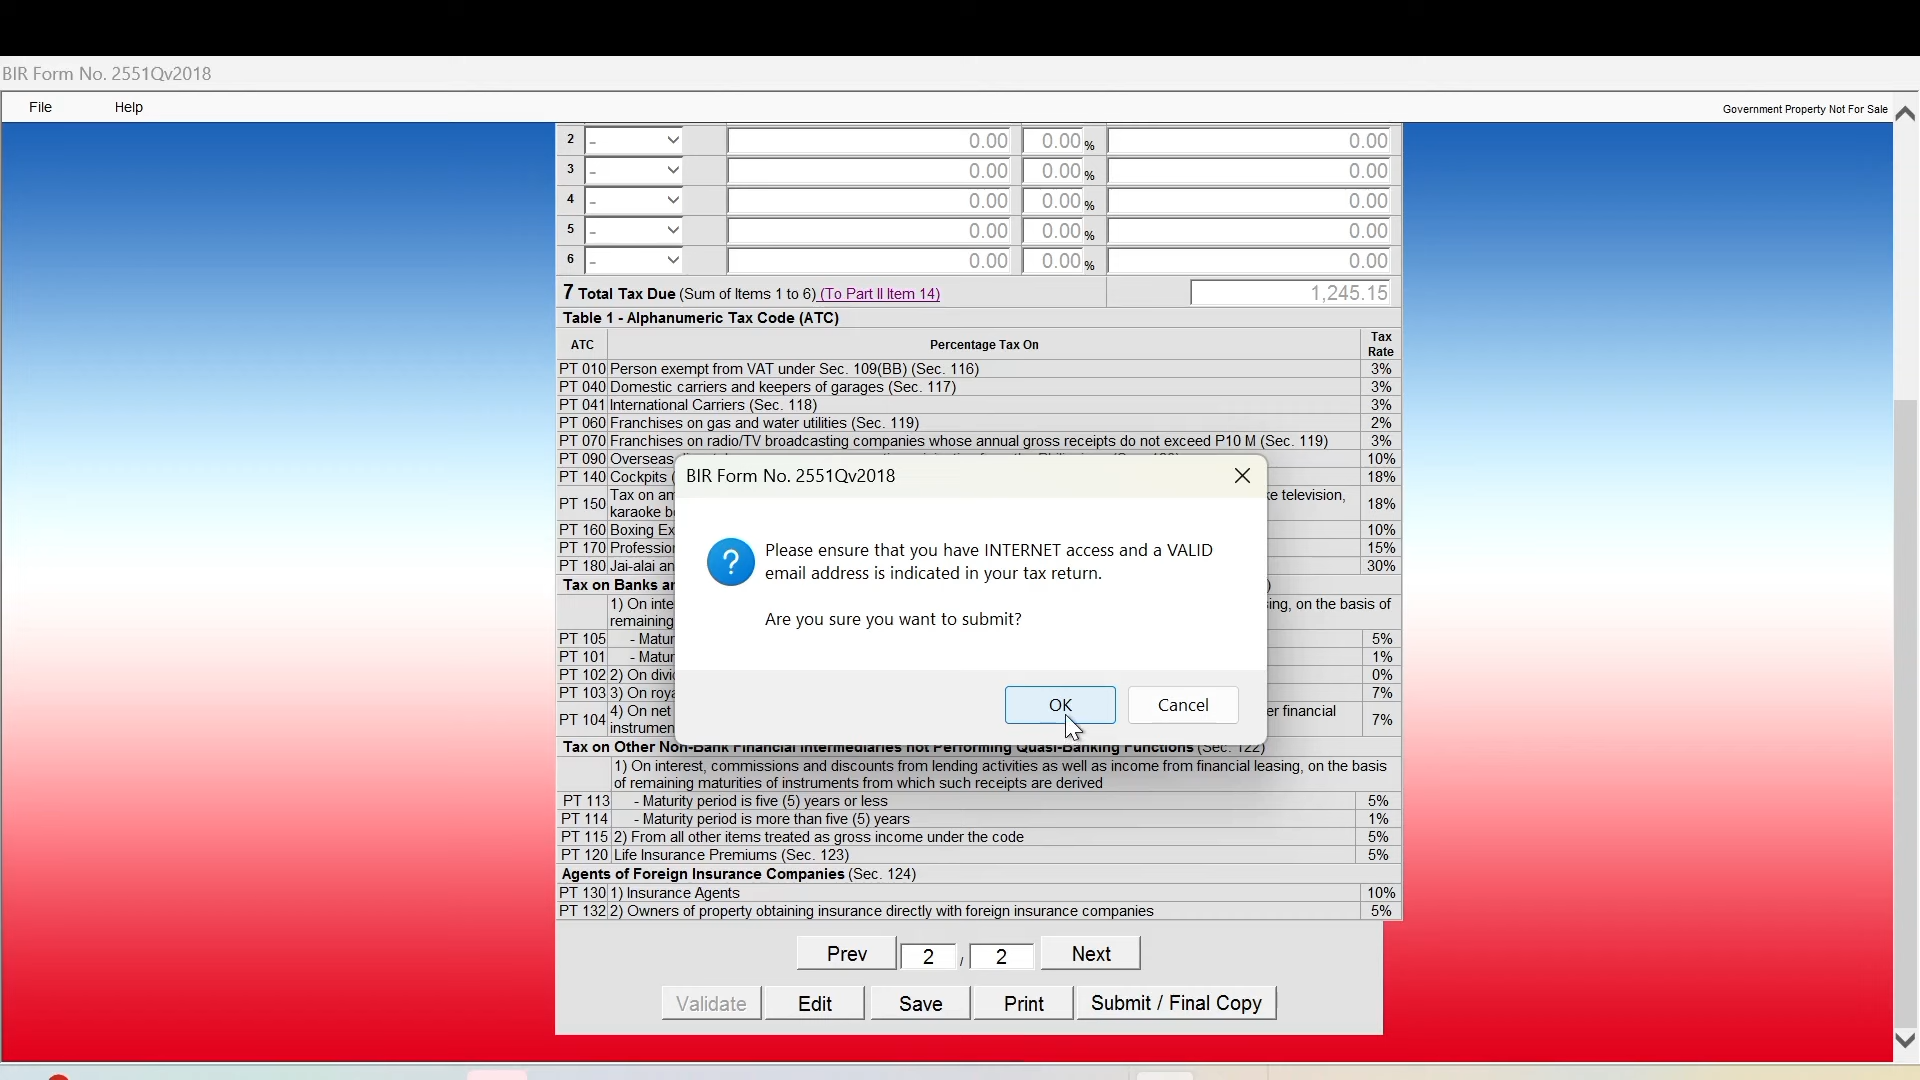 BIR Form No. 2551Qv2018
File Help Government Property Not For Sale
2 - 0.00 0.00 % 0.00
3 - 0.00 0.00 % 0.00
4 - 0.00 0.00 % 0.00
5 - 0.00 0.00 % 0.00
6 - 0.00 0.00 % 0.00
7 Total Tax Due (Sum of Items 1 to 6) (To Part II Item 14) 1,245.15
Table 1 - Alphanumeric Tax Code (ATC)
ATC Percentage Tax On Tax Rate
PT 010 Person exempt from VAT under Sec. 109(BB) (Sec. 116) 3%
PT 040 Domestic carriers and keepers of garages (Sec. 117) 3%
PT 041 International Carriers (Sec. 118) 3%
PT 060 Franchises on gas and water utilities (Sec. 119) 2%
PT 070 Franchises on radio/TV broadcasting companies whose annual gross receipts do not exceed P10 M (Sec. 119) 3%
PT 090 Overseas 10%
PT 140 Cockpits ( 18%
PT 150 Tax on am ke television,
karaoke b 18%
PT 160 Boxing Ex 10%
PT 170 Profession 15%
PT 180 Jai-alai an 30%
Tax on Banks an )
1) On inte sing, on the basis of
remaining
PT 105 - Matur 5%
PT 101 - Matur 1%
PT 102 2) On divi 0%
PT 103 3) On roya 7%
PT 104 4) On net er financial
instrumen 7%
BIR Form No. 2551Qv2018
Please ensure that you have INTERNET access and a VALID
email address is indicated in your tax return.
Are you sure you want to submit?
OK Cancel
Tax on Other Non-Bank Financial Intermediaries not Performing Quasi-Banking Functions (Sec. 122)
1) On interest, commissions and discounts from lending activities as well as income from financial leasing, on the basis
of remaining maturities of instruments from which such receipts are derived
PT 113 - Maturity period is five (5) years or less 5%
PT 114 - Maturity period is more than five (5) years 1%
PT 115 2) From all other items treated as gross income under the code 5%
PT 120 Life Insurance Premiums (Sec. 123) 5%
Agents of Foreign Insurance Companies (Sec. 124)
PT 130 1) Insurance Agents 10%
PT 132 2) Owners of property obtaining insurance directly with foreign insurance companies 5%
Prev 2 / 2 Next
Validate Edit Save Print Submit / Final Copy